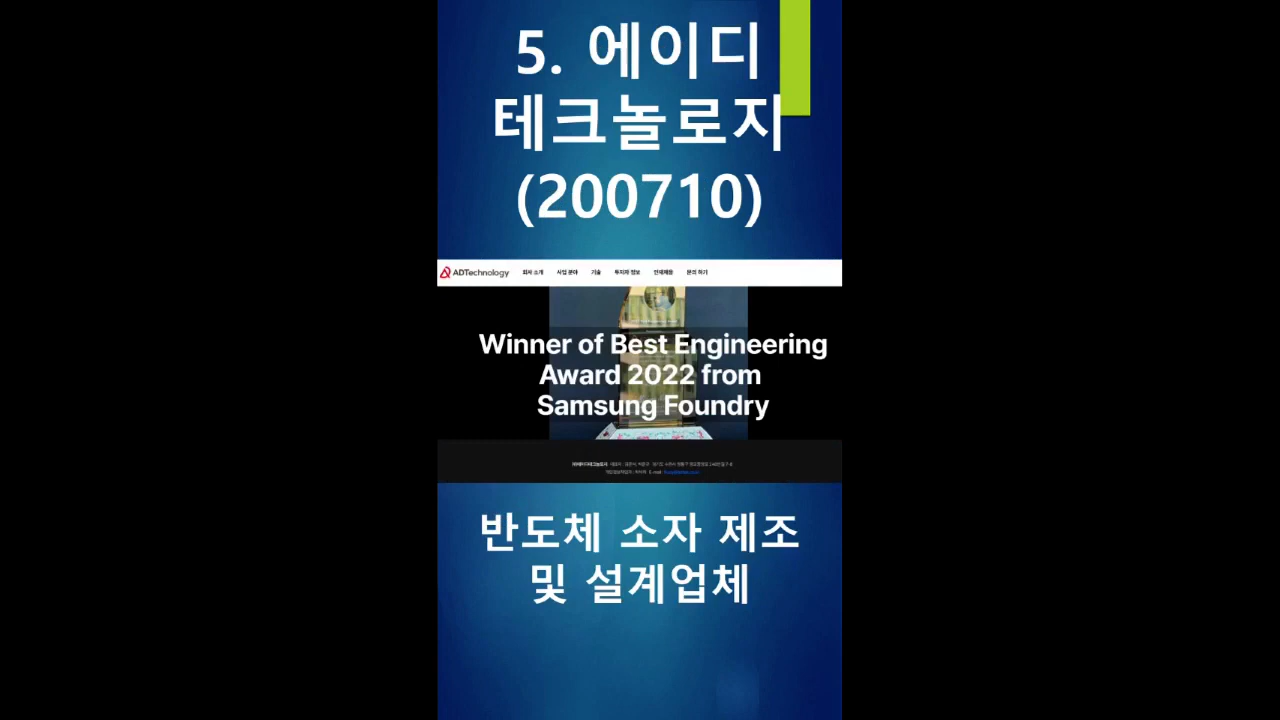 5. 에이디
테크놀로지
(200710)
ADTechnology 회사 소개 사업 분야 기술 투자자 정보 인재채용 문의 하기
Winner of Best Engineering
Award 2022 from
Samsung Foundry
반도체 소자 제조
및 설계업체